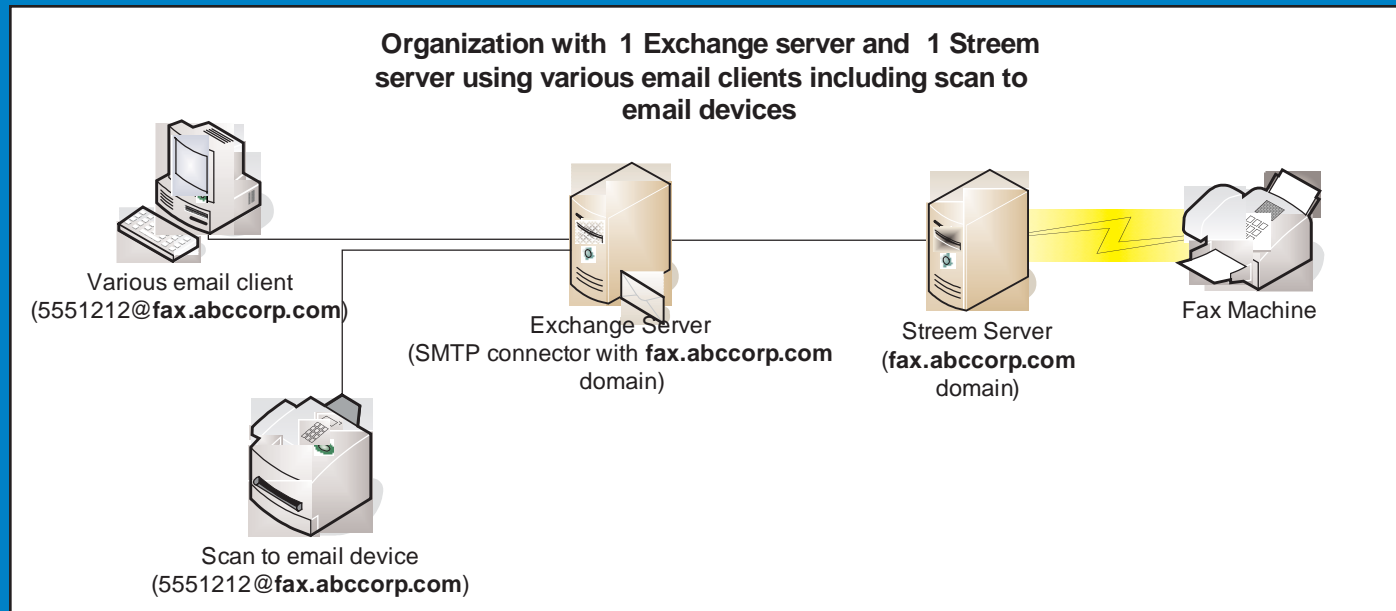 Organization with 1 Exchange server and 1 Streem
server using various email clients including scan to
email devices
Various email client
(5551212@fax.abccorp.com)
Exchange Server
(SMTP connector with fax.abccorp.com
domain)
Streem Server
(fax.abccorp.com
domain)
Fax Machine
Scan to email device
(5551212@fax.abccorp.com)